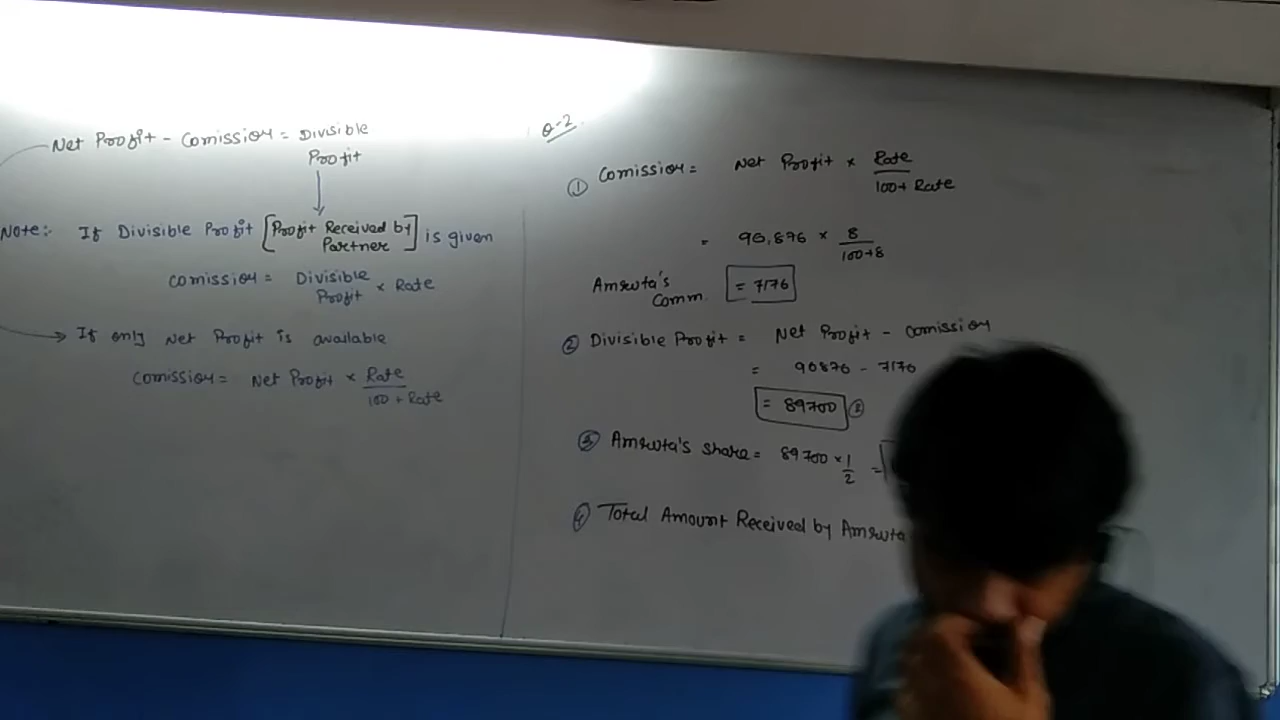 Net Profit - Comission = Divisible
Profit
Note:- If Divisible Profit [Profit Received by
Partner] is given
Comission = Divisible
Profit × Rate
→ If only Net Profit is available
Comission = Net Profit × Rate
100 + Rate
Q-2
① Comission = Net Profit × Rate
100+ Rate
= 96,876 × 8
100+8
Amruta's
Comm. = 7176
② Divisible Profit = Net Profit - Comission
= 96876 - 7176
= 89700 ②
③ Amruta's share = 89700 × 1
2 =
④ Total Amount Received by Amruta